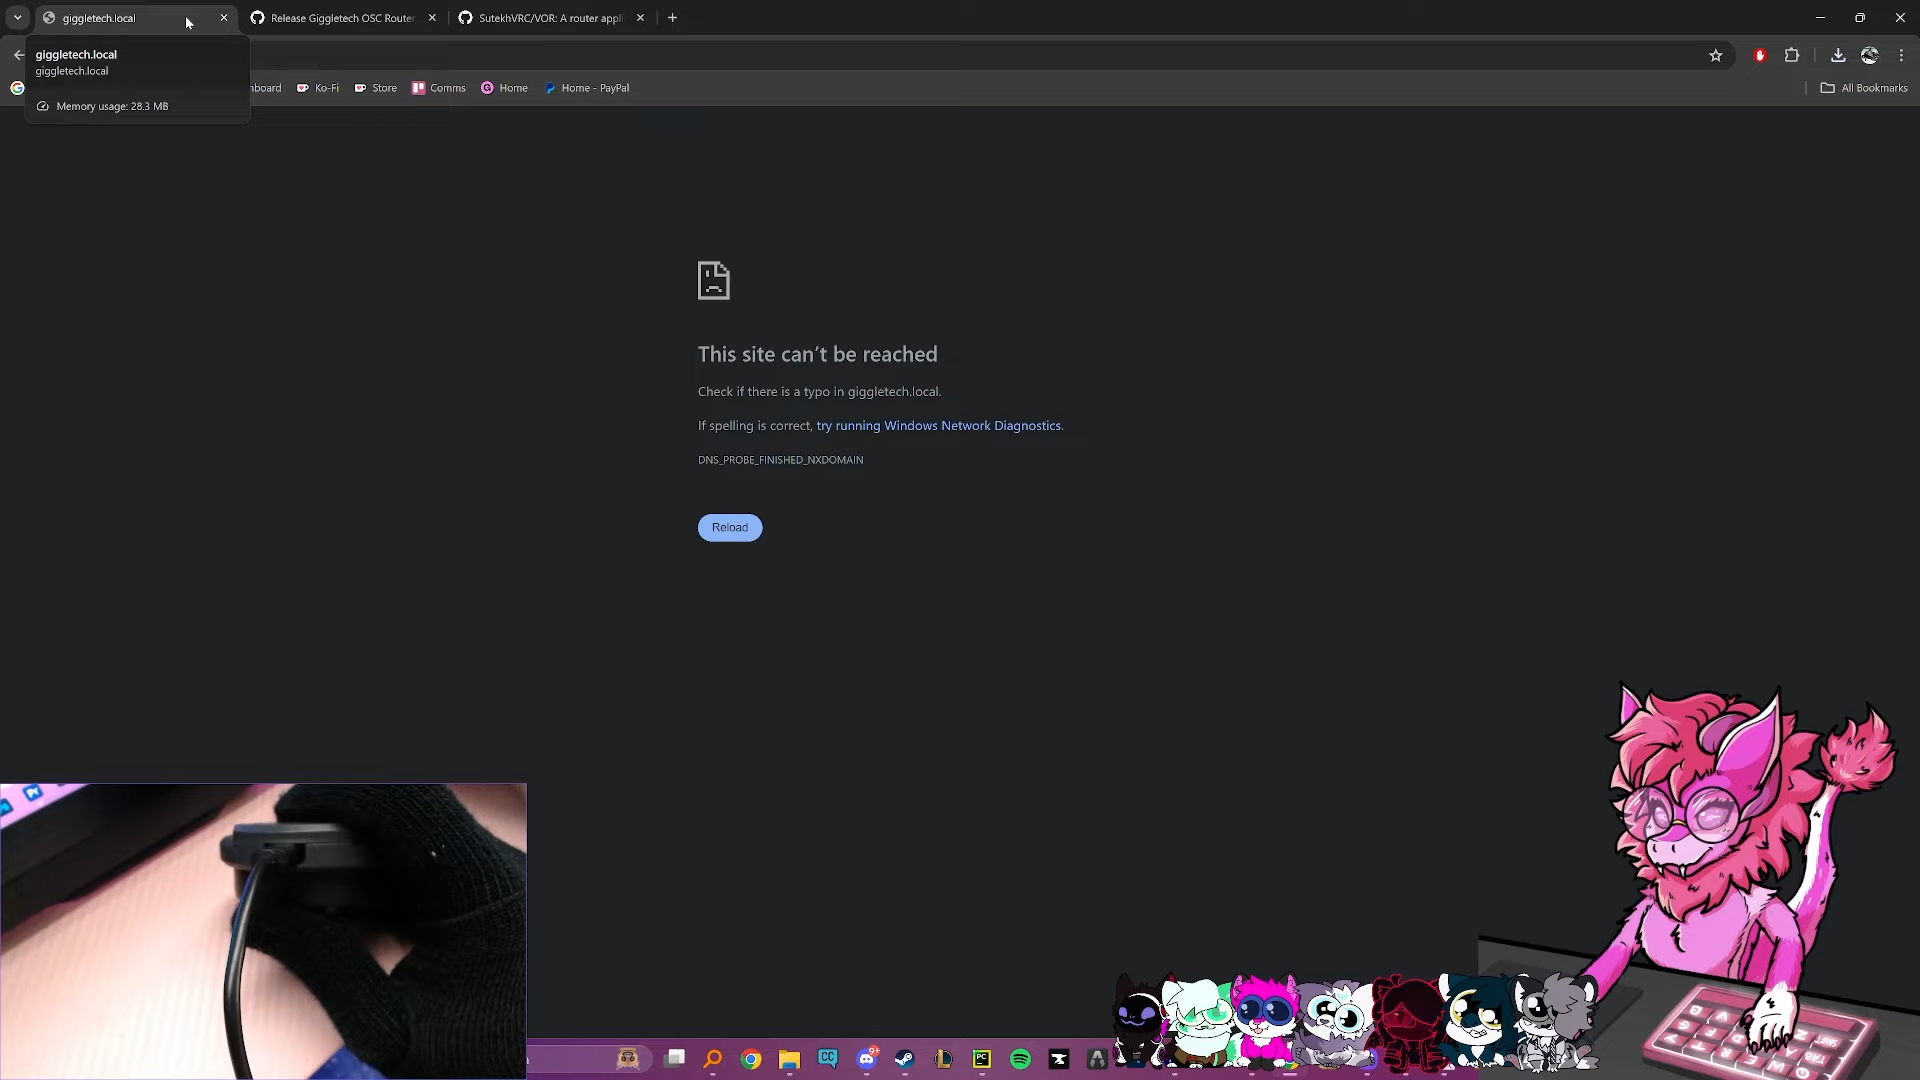 giggletech.local
Release Giggletech OSC Router
SutekhVRC/VOR: A router appli
giggletech.local
giggletech.local
Memory usage: 28.3 MB
Ko-Fi
Store
Comms
Home
Home - PayPal
All Bookmarks
This site can't be reached
Check if there is a typo in giggletech.local.
If spelling is correct, try running Windows Network Diagnostics.
DNS_PROBE_FINISHED_NXDOMAIN
Reload